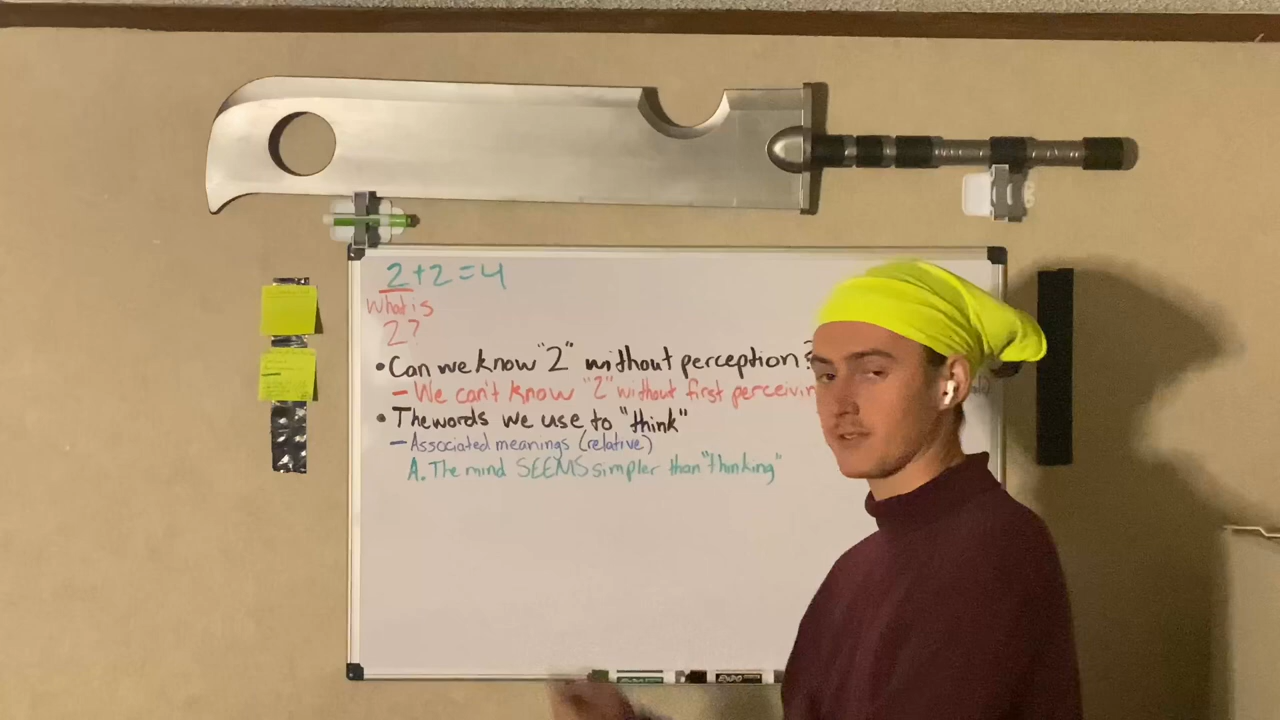 2+2=4
What is
2?
•Can we know "2" without perception?
- We can't know "2" without first perceivin
• The words we use to "think"
- Associated meanings (relative)
A. The mind SEEMS simpler than "thinking"
EXPO